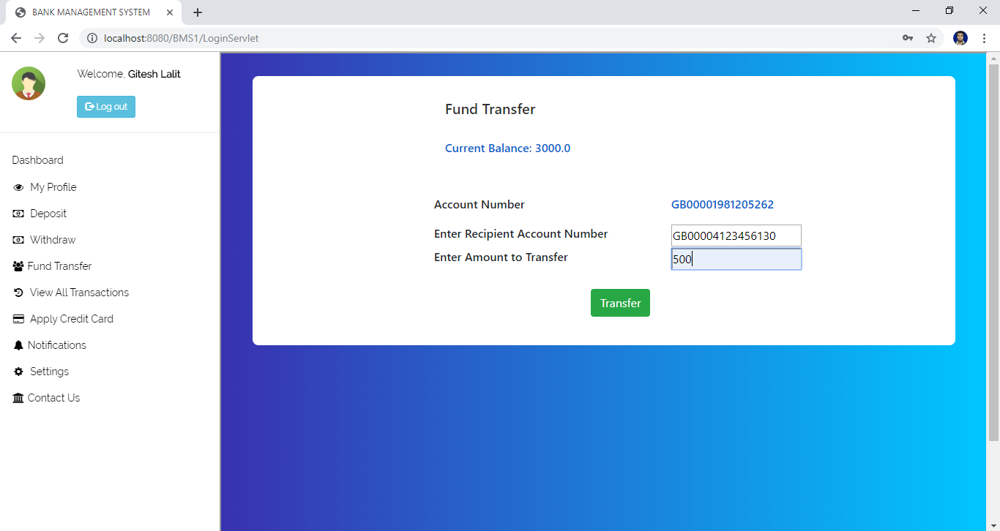 BANK MANAGEMENT SYSTEM
localhost:8080/BMS1/LoginServlet
Welcome, Gitesh Lalit
Log out
Dashboard
My Profile
Deposit
Withdraw
Fund Transfer
View All Transactions
Apply Credit Card
Notifications
Settings
Contact Us
Fund Transfer
Current Balance: 3000.0
Account Number GB00001981205262
Enter Recipient Account Number GB00004123456130
Enter Amount to Transfer 500
Transfer